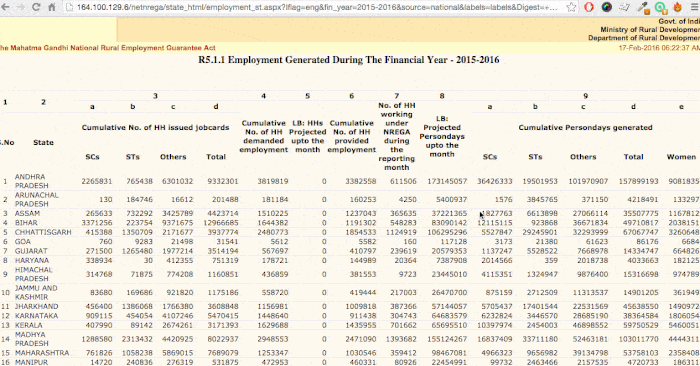 164.100.129.6/netnrega/state_html/employment_st.aspx?lflag=eng&fin_year=2015-2016&source=national&labels=labels&Digest=+...
Govt. of Indi
Ministry of Rural Developmer
Department of Rural Developmer
he Mahatma Gandhi National Rural Employment Guarantee Act 17-Feb-2016 06:22:37 AM
R5.1.1 Employment Generated During The Financial Year - 2015-2016
1 2 3 4 5 6 7 8 9
a b c d a b c d e
S.No State Cumulative No. of HH issued jobcards Cumulative No. of HH demanded employment LB: HHs Projected upto the month Cumulative No. of HH provided employment No. of HH working under NREGA during the reporting month LB: Projected Persondays upto the month Cumulative Persondays generated
SCs STs Others Total SCs STs Others Total Women
1 ANDHRA PRADESH 2265831 765438 6301032 9332301 3819819 0 3382558 611506 173145057 36426333 19501953 101970907 157899193 9081835
2 ARUNACHAL PRADESH 130 184746 16612 201488 181184 0 160253 4250 5400937 1576 3845765 371150 4218491 133297
3 ASSAM 265633 732292 3425789 4423714 1510225 0 1237043 365635 37221365 1827763 6613898 27066114 35507775 1167812
4 BIHAR 3371256 223754 9371675 12966685 1644382 0 1191302 548283 83090142 12115115 923868 36671834 49710817 2038151
5 CHHATTISGARH 415388 1350709 2171677 3937774 2480773 0 1854533 1124919 106295296 5527847 29245901 32293999 67067747 3260648
6 GOA 760 9283 21498 31541 5612 0 5582 160 117128 3173 21380 61623 86176 6684
7 GUJARAT 271500 1265480 1977214 3514194 567697 0 410797 239619 20579353 1137247 5528522 7668978 14334747 664826
8 HARYANA 338934 30 412355 751319 178721 0 144989 20364 7387908 2014566 359 2018738 4033663 182125
9 HIMACHAL PRADESH 314768 71875 774208 1160851 436859 0 381553 9723 23445010 4115351 1324947 9876400 15316698 974789
10 JAMMU AND KASHMIR 83680 169686 921820 1175186 558720 0 419444 217003 26470700 875159 2712509 11313537 14901205 361949
11 JHARKHAND 456400 1386068 1766380 3608848 1156981 0 1009818 387366 57144057 5705437 17401544 22531569 45638550 1490972
12 KARNATAKA 909115 454054 4107246 5470415 1448640 0 911438 304743 64683579 6232824 3446570 28685190 38364584 1806054
13 KERALA 407990 89142 2674261 3171393 1629688 0 1435959 701662 65695510 10397974 2454003 46898552 59750529 5460051
14 MADHYA PRADESH 1288580 2313432 4420925 8022937 2948553 0 2471090 1393682 155124267 16837409 33711180 52463181 103011770 4444311
15 MAHARASHTRA 761826 1058238 5869015 7689079 1253347 0 1030546 359412 98467081 4966323 9656982 39134798 53758103 2358408
16 MANIPUR 14720 240836 276319 531875 472953 0 460331 80926 22454991 99732 2463466 2157535 4720733 186311